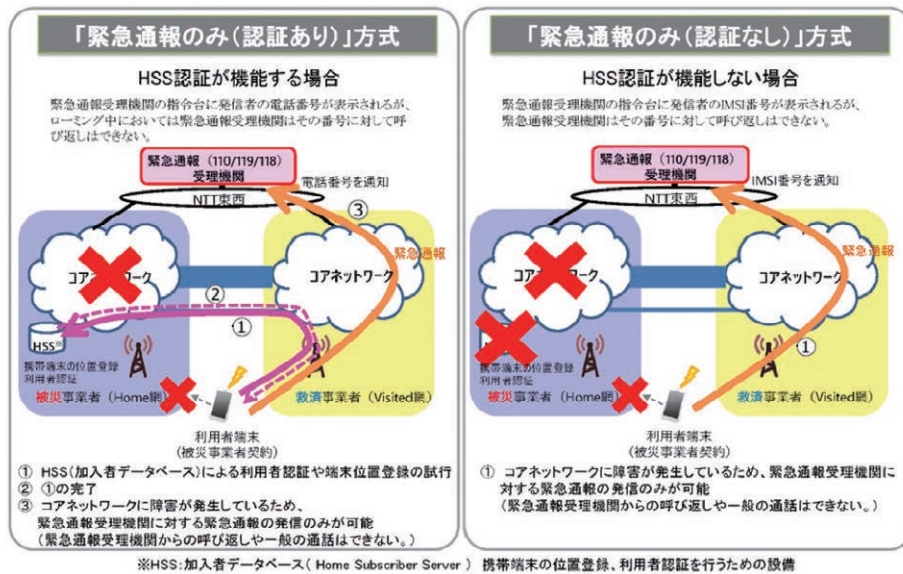 「緊急通報のみ（認証あり）」方式
HSS認証が機能する場合
緊急通報受理機関の指令台に発信者の電話番号が表示されるが、
ローミング中においては緊急通報受理機関はその番号に対して呼
び返しはできない。
緊急通報（110/119/118）
受理機関
電話番号を通知
NTT東西
③
緊急通報
コアネットワーク
コアネットワーク
②
①
HSS※
携帯端末の位置登録
利用者認証
被災事業者（Home網）
救済事業者（Visited網）
利用者端末
(被災事業者契約)
① HSS(加入者データベース)による利用者認証や端末位置登録の試行
② ①の完了
③ コアネットワークに障害が発生しているため、
緊急通報受理機関に対する緊急通報の発信のみが可能
(緊急通報受理機関からの呼び返しや一般の通話はできない。)
「緊急通報のみ（認証なし）」方式
HSS認証が機能しない場合
緊急通報受理機関の指令台に発信者のIMSI番号が表示されるが、
緊急通報受理機関はその番号に対して呼び返しはできない。
緊急通報（110/119/118）
受理機関
IMSI番号を通知
NTT東西
緊急通報
コアネットワーク
コアネットワーク
①
携帯端末の位置登録
利用者認証
被災事業者（Home網）
救済事業者（Visited網）
利用者端末
(被災事業者契約)
① コアネットワークに障害が発生しているため、緊急通報受理機関に
対する緊急通報の発信のみが可能
(緊急通報受理機関からの呼び返しや一般の通話はできない。)
※HSS:加入者データベース( Home Subscriber Server ) 携帯端末の位置登録、利用者認証を行うための設備